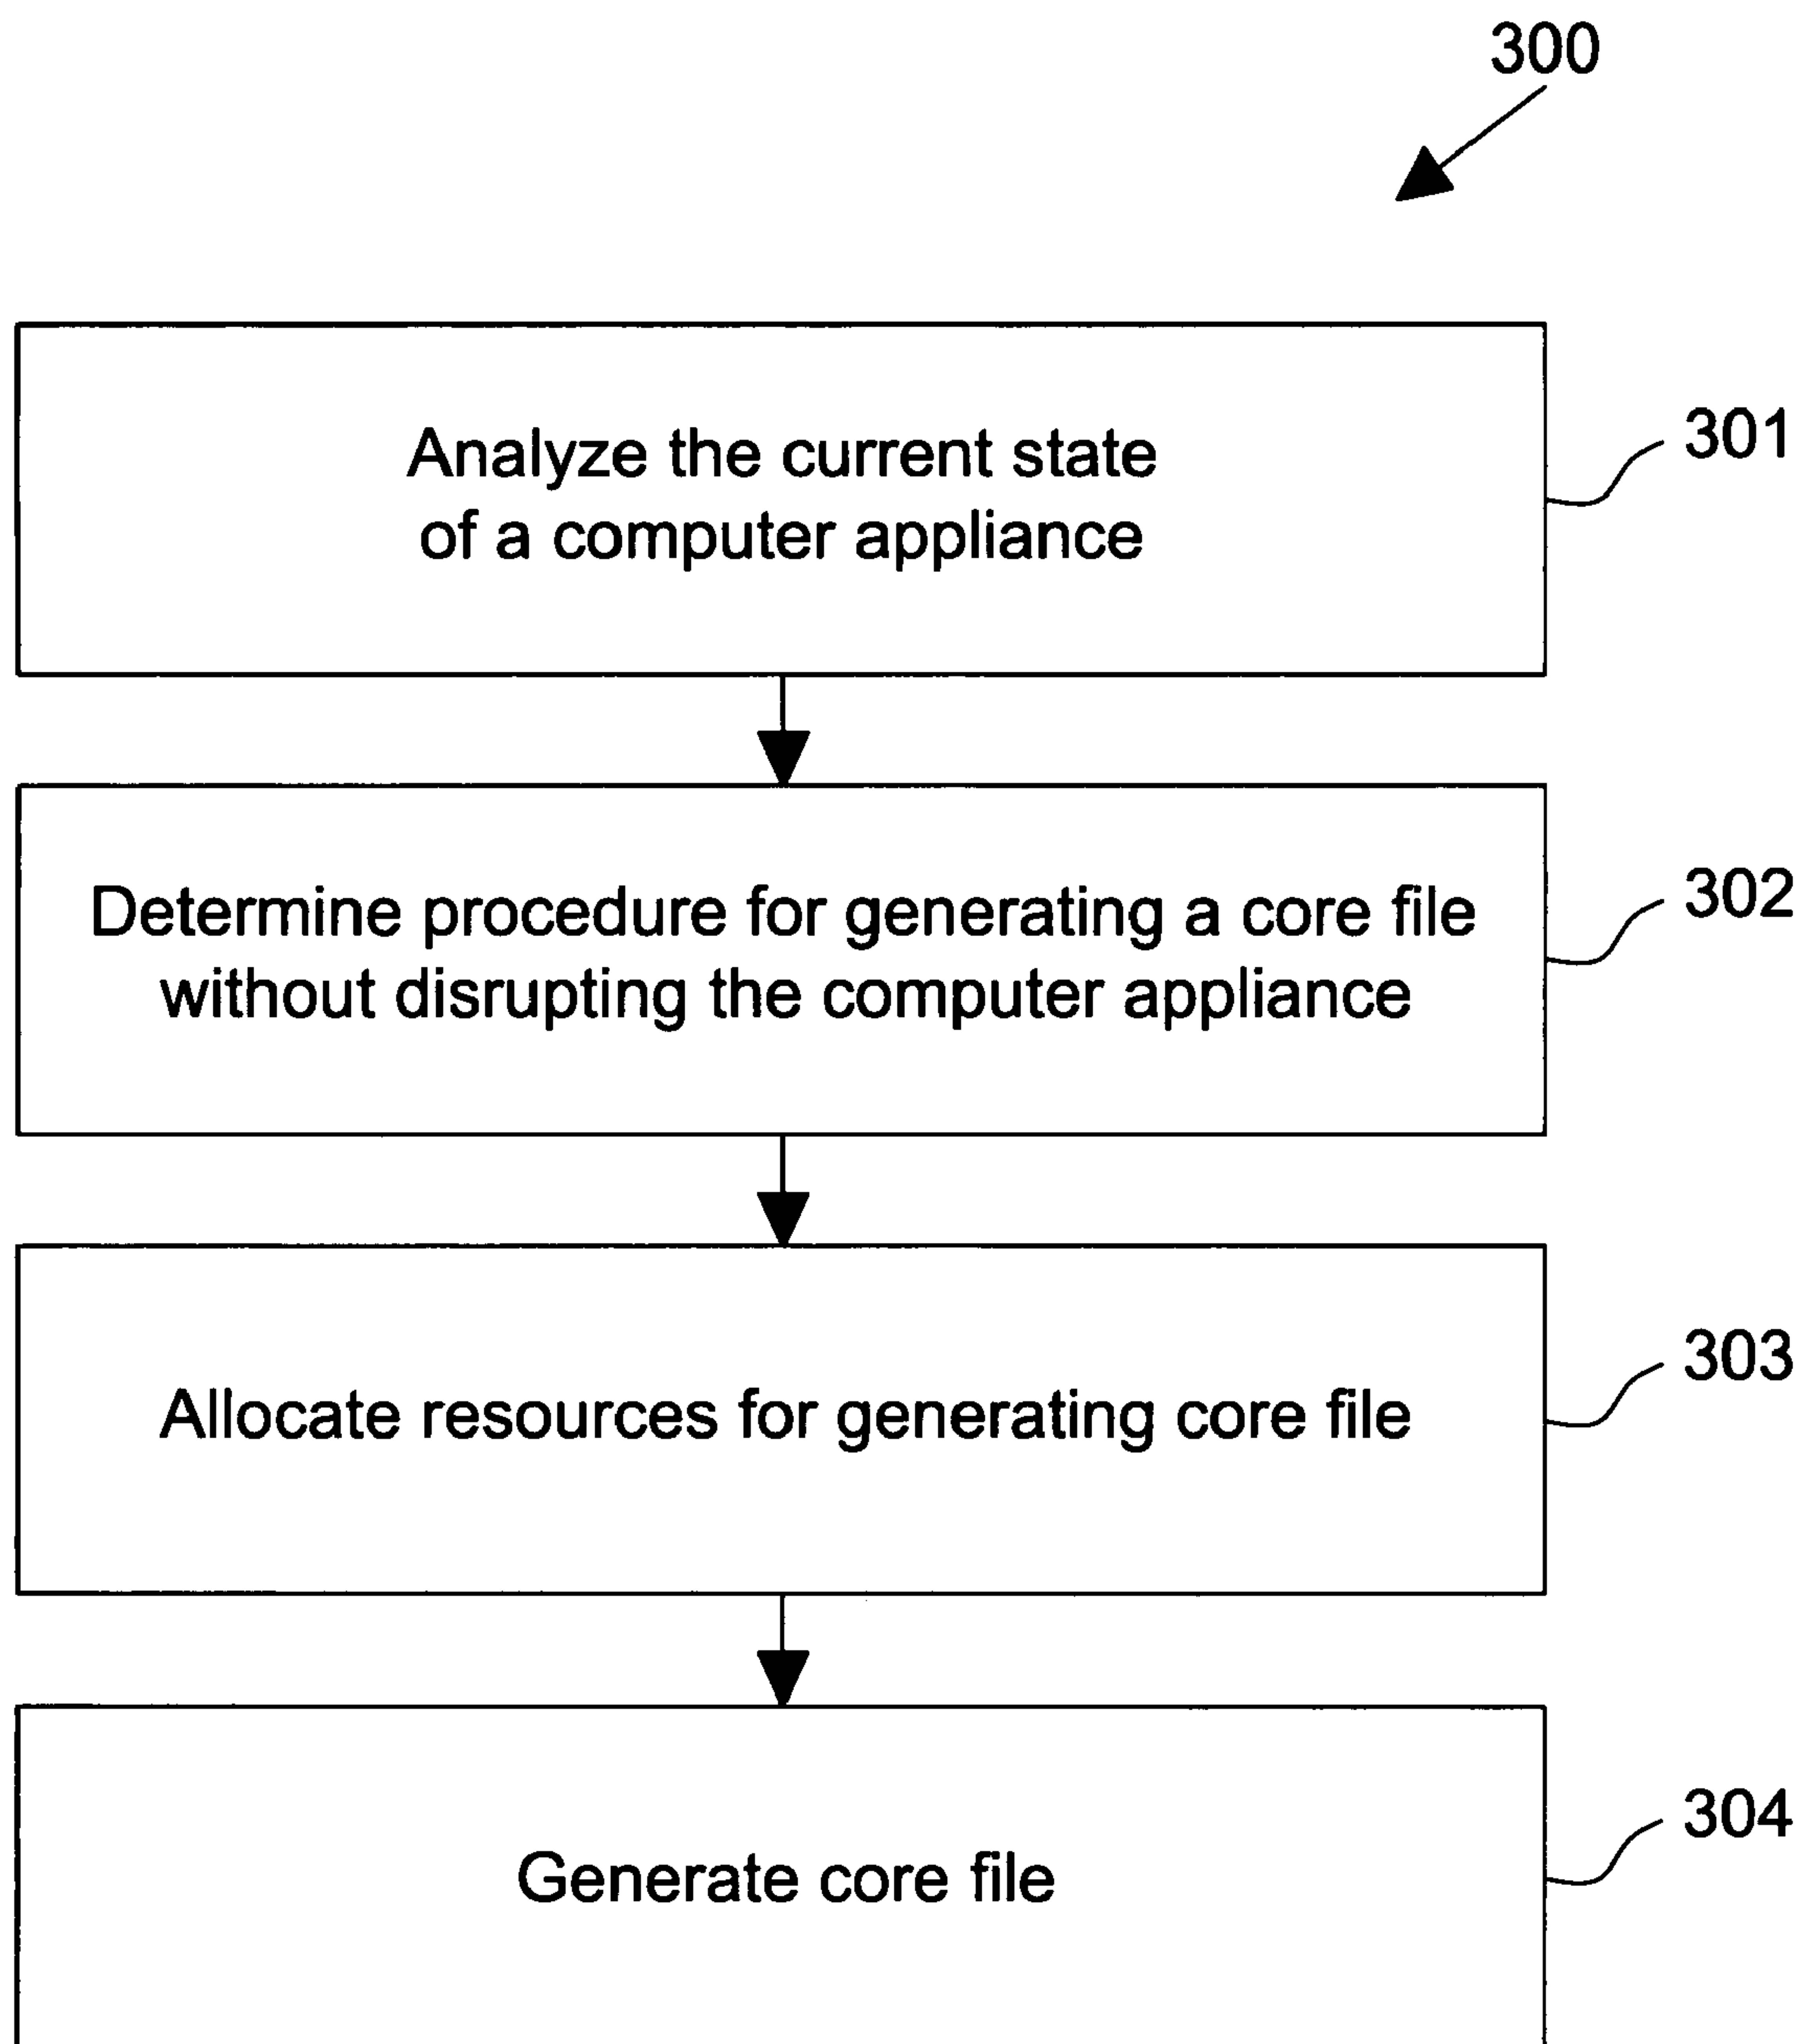 300
Analyze the current state
of a computer appliance
301
Determine procedure for generating a core file
without disrupting the computer appliance
302
Allocate resources for generating core file
303
Generate core file
304